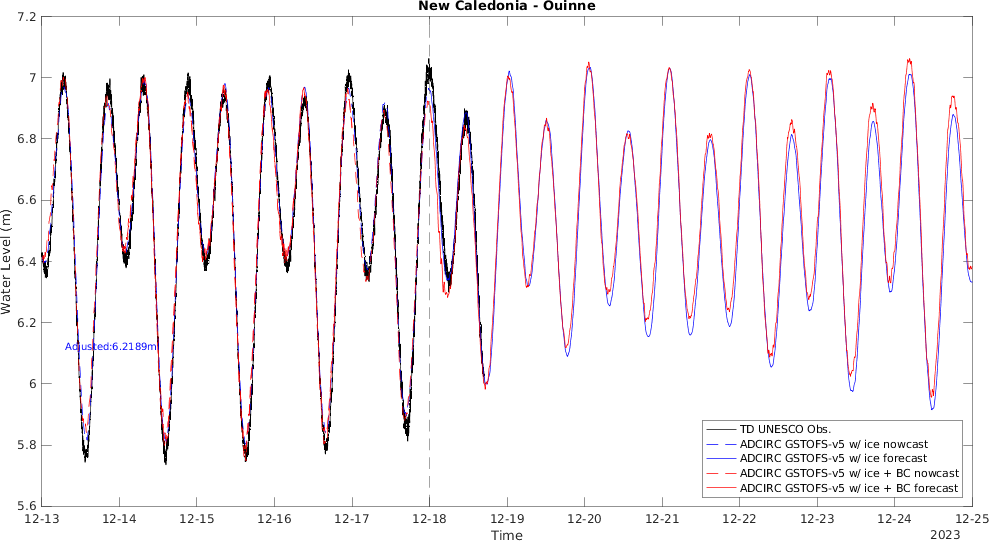 New Caledonia - Ouinne
Water Level (m)
7.2
7
6.8
6.6
6.4
6.2
6
5.8
5.6
Adjusted:6.2189m
TD UNESCO Obs.
ADCIRC GSTOFS-v5 w/ ice nowcast
ADCIRC GSTOFS-v5 w/ ice forecast
ADCIRC GSTOFS-v5 w/ ice + BC nowcast
ADCIRC GSTOFS-v5 w/ ice + BC forecast
12-13 12-14 12-15 12-16 12-17 12-18 12-19 12-20 12-21 12-22 12-23 12-24 12-25
Time
2023